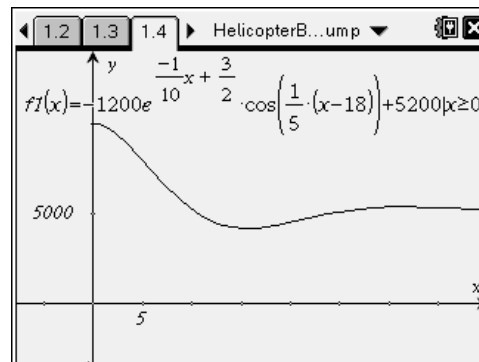 1.2 1.3 1.4 HelicopterB...ump
y
f1(x)=-1200e^(-1/10 x + 3/2)·cos(1/5·(x-18))+5200|x≥0
5000
x
5